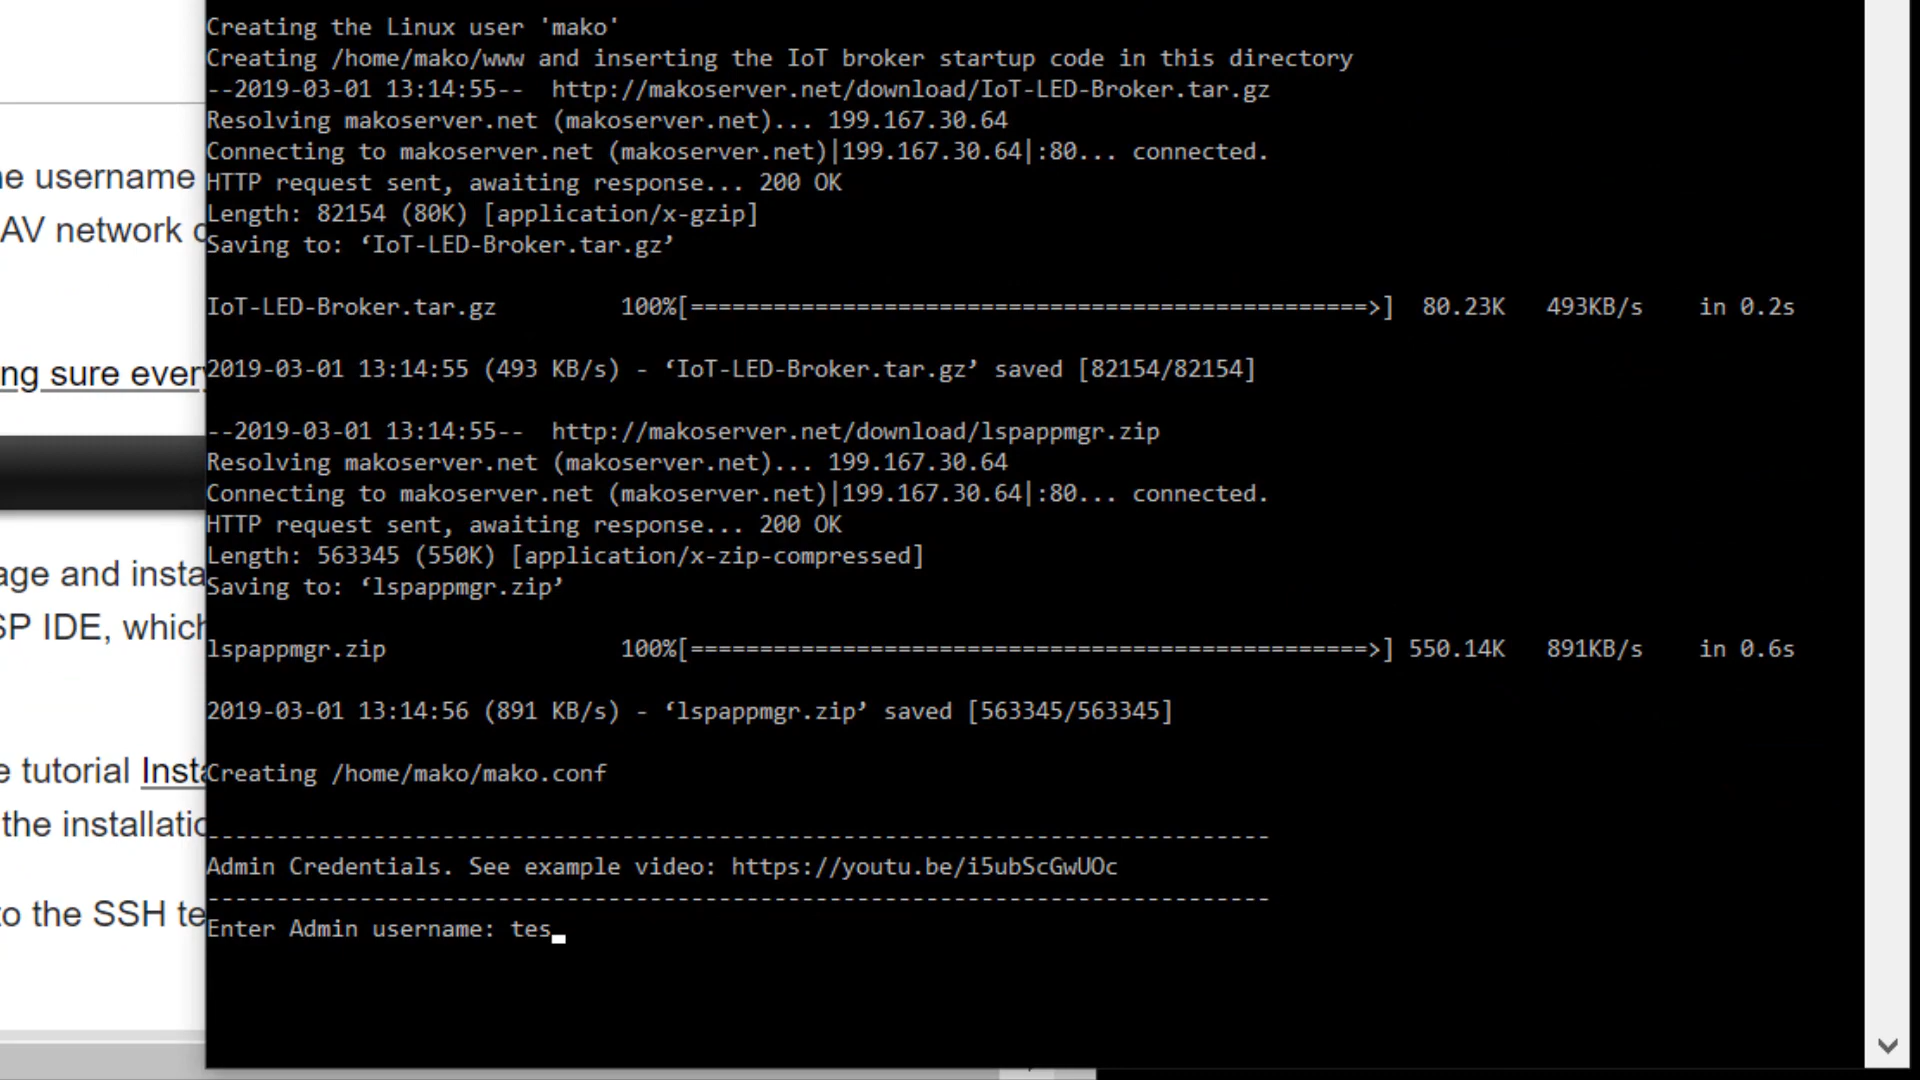 Creating the Linux user 'mako'
Creating /home/mako/www and inserting the IoT broker startup code in this directory
--2019-03-01 13:14:55--  http://makoserver.net/download/IoT-LED-Broker.tar.gz
Resolving makoserver.net (makoserver.net)... 199.167.30.64
Connecting to makoserver.net (makoserver.net)|199.167.30.64|:80... connected.
HTTP request sent, awaiting response... 200 OK
Length: 82154 (80K) [application/x-gzip]
Saving to: ‘IoT-LED-Broker.tar.gz’
IoT-LED-Broker.tar.gz 100%[=================================================>] 80.23K 493KB/s in 0.2s
2019-03-01 13:14:55 (493 KB/s) - ‘IoT-LED-Broker.tar.gz’ saved [82154/82154]
--2019-03-01 13:14:55--  http://makoserver.net/download/lspappmgr.zip
Resolving makoserver.net (makoserver.net)... 199.167.30.64
Connecting to makoserver.net (makoserver.net)|199.167.30.64|:80... connected.
HTTP request sent, awaiting response... 200 OK
Length: 563345 (550K) [application/x-zip-compressed]
Saving to: ‘lspappmgr.zip’
lspappmgr.zip 100%[=================================================>] 550.14K 891KB/s in 0.6s
2019-03-01 13:14:56 (891 KB/s) - ‘lspappmgr.zip’ saved [563345/563345]
Creating /home/mako/mako.conf
-----------------------------------------------------------------------------
Admin Credentials. See example video: https://youtu.be/i5ubScGwUOc
-----------------------------------------------------------------------------
Enter Admin username: tes
username
AV network
sure
and
SP IDE,
tutorial
the
the SSH